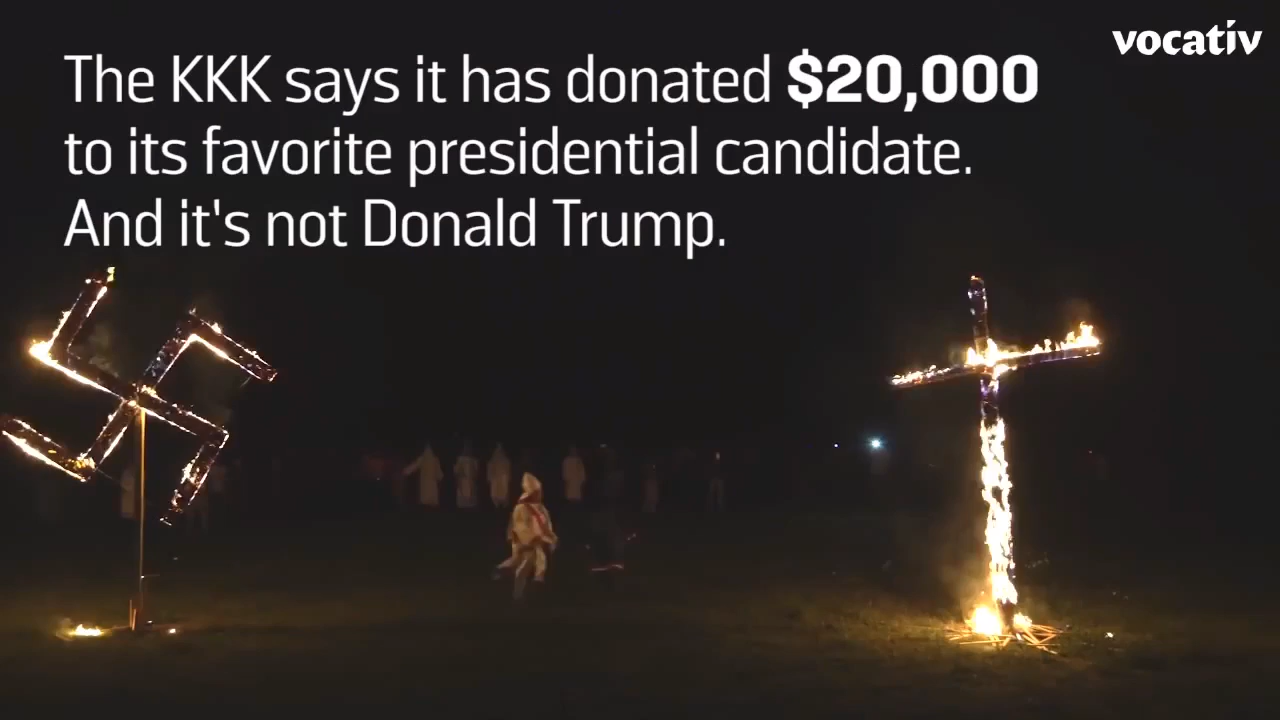 vocativ
The KKK says it has donated $20,000
to its favorite presidential candidate.
And it's not Donald Trump.